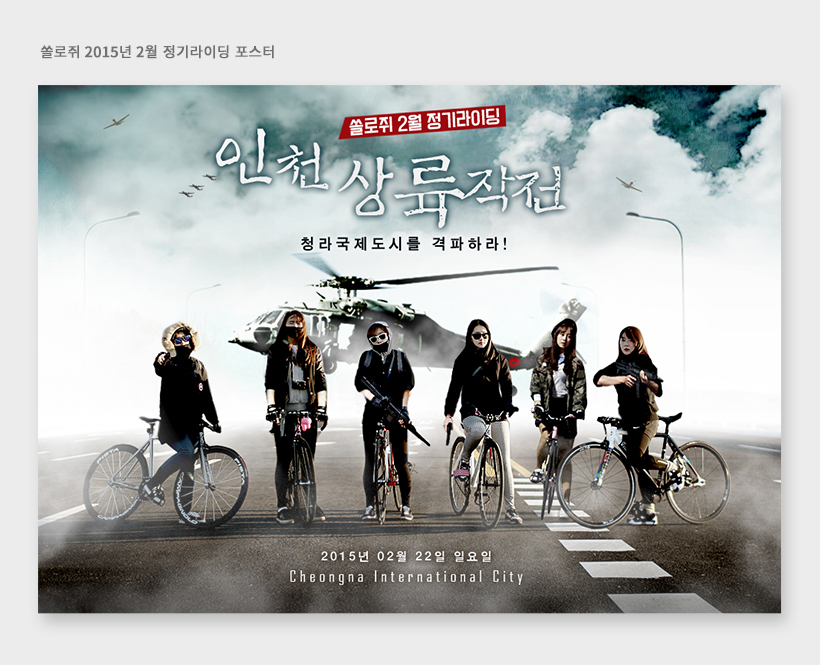 쏠로쥐 2015년 2월 정기라이딩 포스터
쏠로쥐 2월 정기라이딩
인천 상륙작전
청라국제도시를 격파하라!
2015년 02월 22일 일요일
Cheongna International City